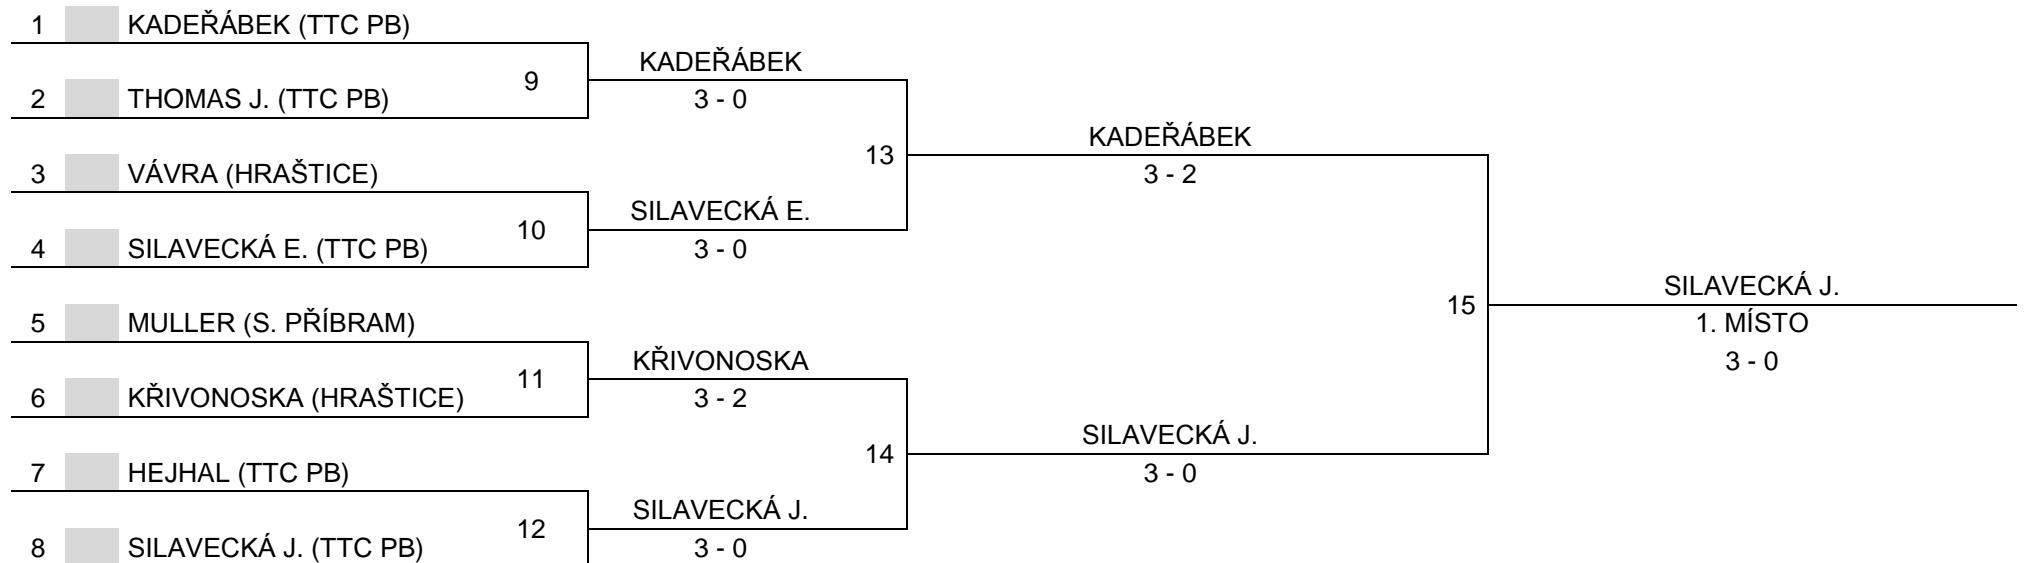 1 KADEŘÁBEK (TTC PB)
KADEŘÁBEK
9
2 THOMAS J. (TTC PB)
3 - 0
KADEŘÁBEK
13
3 VÁVRA (HRAŠTICE)
3 - 2
SILAVECKÁ E.
10
4 SILAVECKÁ E. (TTC PB)
3 - 0
SILAVECKÁ J.
15
5 MULLER (S. PŘÍBRAM)
1. MÍSTO
KŘIVONOSKA
3 - 0
11
6 KŘIVONOSKA (HRAŠTICE)
3 - 2
SILAVECKÁ J.
14
7 HEJHAL (TTC PB)
3 - 0
SILAVECKÁ J.
12
8 SILAVECKÁ J. (TTC PB)
3 - 0